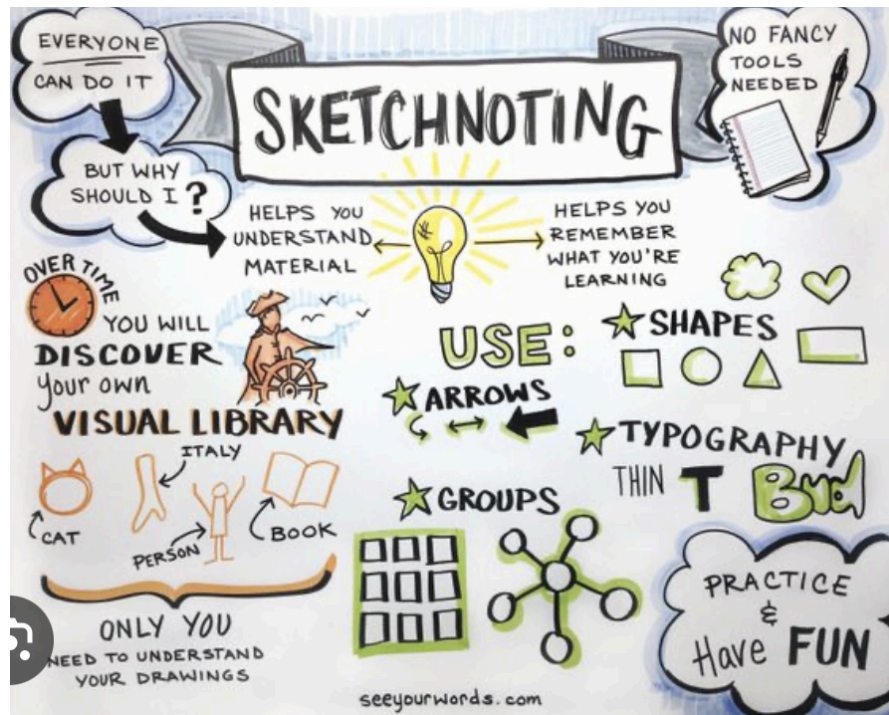 EVERYONE
CAN DO IT
BUT WHY
SHOULD I?
SKETCHNOTING
NO FANCY
TOOLS
NEEDED
HELPS YOU
UNDERSTAND
MATERIAL
HELPS YOU
REMEMBER
WHAT YOU'RE
LEARNING
OVER TIME
YOU WILL
DISCOVER
your own
VISUAL LIBRARY
CAT
ITALY
PERSON
BOOK
ONLY YOU
NEED TO UNDERSTAND
YOUR DRAWINGS
USE:
SHAPES
ARROWS
TYPOGRAPHY
THIN T
GROUPS
PRACTICE
&
Have FUN
seeyourwords.com